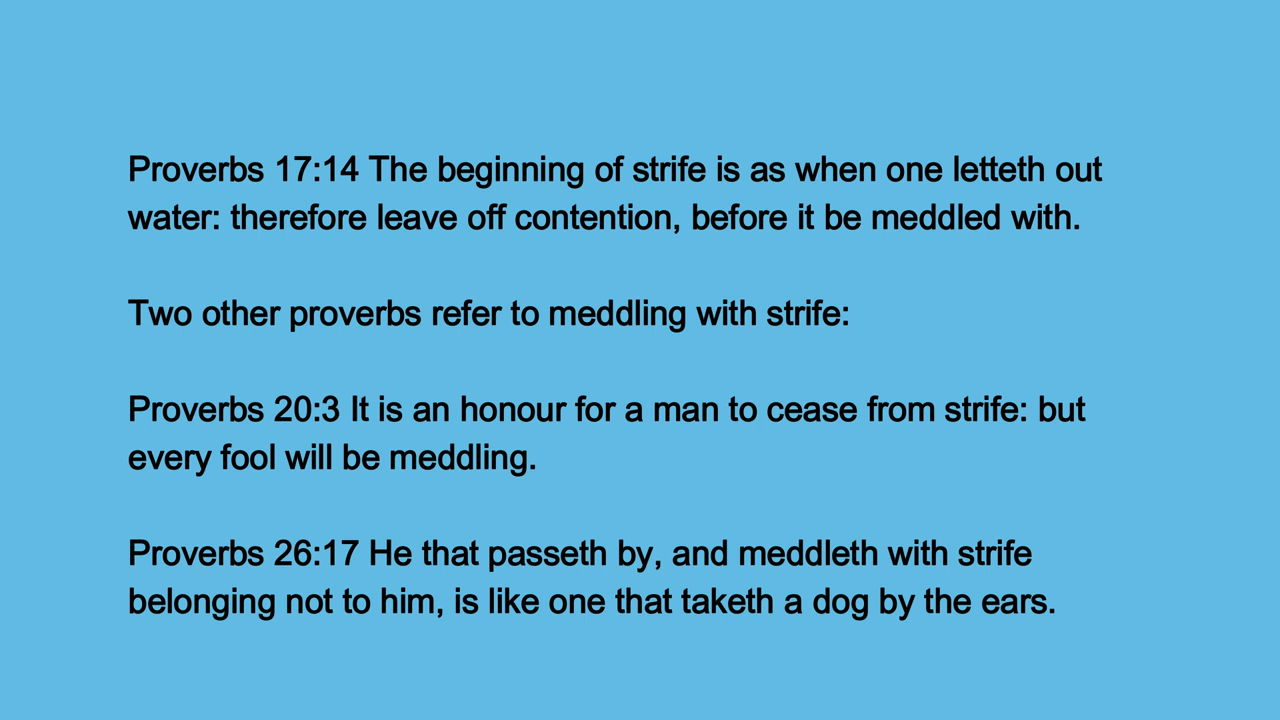 Proverbs 17:14 The beginning of strife is as when one letteth out
water: therefore leave off contention, before it be meddled with.
Two other proverbs refer to meddling with strife:
Proverbs 20:3 It is an honour for a man to cease from strife: but
every fool will be meddling.
Proverbs 26:17 He that passeth by, and meddleth with strife
belonging not to him, is like one that taketh a dog by the ears.